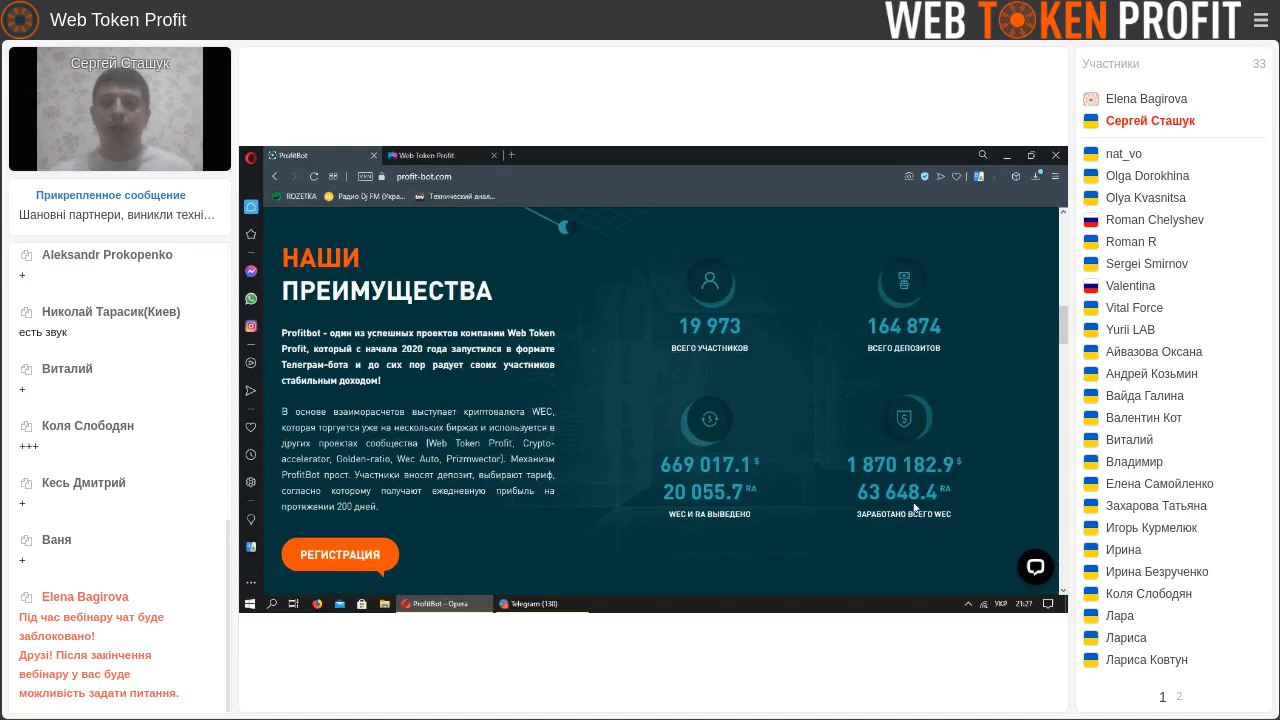 Web Token Profit
WEB TOKEN PROFIT
Сергей Сташук
Прикрепленное сообщение
Шановні партнери, виникли техні…
Aleksandr Prokopenko
+
Николай Тарасик(Киев)
есть звук
Виталий
+
Коля Слободян
+++
Кесь Дмитрий
+
Ваня
+
Elena Bagirova
Під час вебінару чат буде
заблоковано!
Друзі! Після закінчення
вебінару у вас буде
можливість задати питання.
ProfitBot
Web Token Profit
VPN
profit-bot.com
ROZETKA
Радио Dj FM (Укра...
Технический анал...
НАШИ
ПРЕИМУЩЕСТВА
Profitbot - один из успешных проектов компании Web Token
Profit, который с начала 2020 года запустился в формате
Телеграм-бота и до сих пор радует своих участников
стабильным доходом!
В основе взаиморасчетов выступает криптовалюта WEC,
которая торгуется уже на нескольких биржах и используется в
других проектах сообщества (Web Token Profit, Crypto-
accelerator, Golden-ratio, Wec Auto, Prizmwector). Механизм
ProfitBot прост. Участники вносят депозит, выбирают тариф,
согласно которому получают ежедневную прибыль на
протяжении 200 дней.
РЕГИСТРАЦИЯ
19 973
ВСЕГО УЧАСТНИКОВ
164 874
ВСЕГО ДЕПОЗИТОВ
669 017.1 $
20 055.7 RA
WEC И RA ВЫВЕДЕНО
1 870 182.9 $
63 648.4 RA
ЗАРАБОТАНО ВСЕГО WEC
ProfitBot - Opera
Telegram (130)
УКР
21:27
Участники
33
Elena Bagirova
Сергей Сташук
nat_vo
Olga Dorokhina
Olya Kvasnitsa
Roman Chelyshev
Roman R
Sergei Smirnov
Valentina
Vital Force
Yurii LAB
Айвазова Оксана
Андрей Козьмин
Вайда Галина
Валентин Кот
Виталий
Владимир
Елена Самойленко
Захарова Татьяна
Игорь Курмелюк
Ирина
Ирина Безрученко
Коля Слободян
Лара
Лариса
Лариса Ковтун
1 2